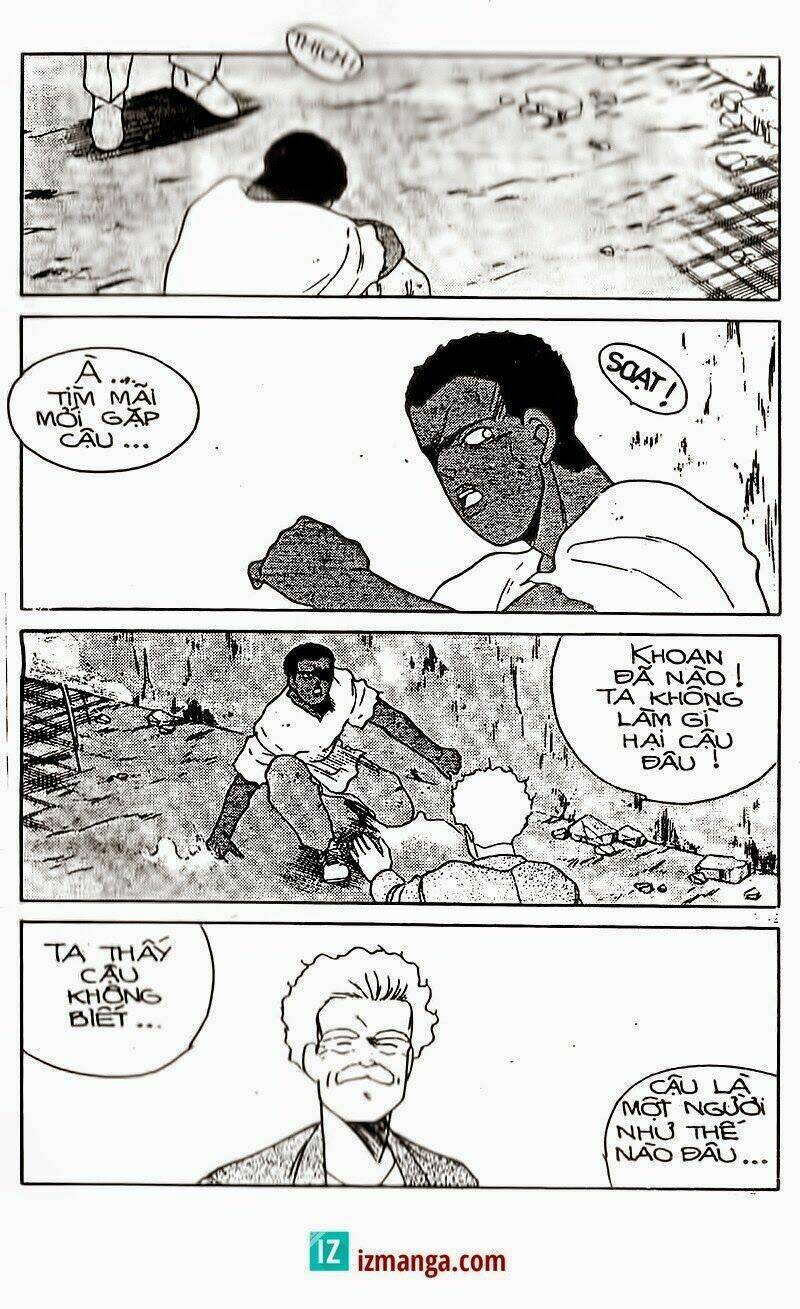 THỊCH!
SOẠT!
À...
TÌM MÃI
MỚI GẶP
CẬU...
KHOAN
ĐÃ NÀO!
TA KHÔNG
LÀM GÌ
HẠI CẬU
ĐÂU!
TA THẤY
CẬU
KHÔNG
BIẾT...
CẬU LÀ
MỘT NGƯỜI
NHƯ THẾ
NÀO ĐÂU...
IZ izmanga.com